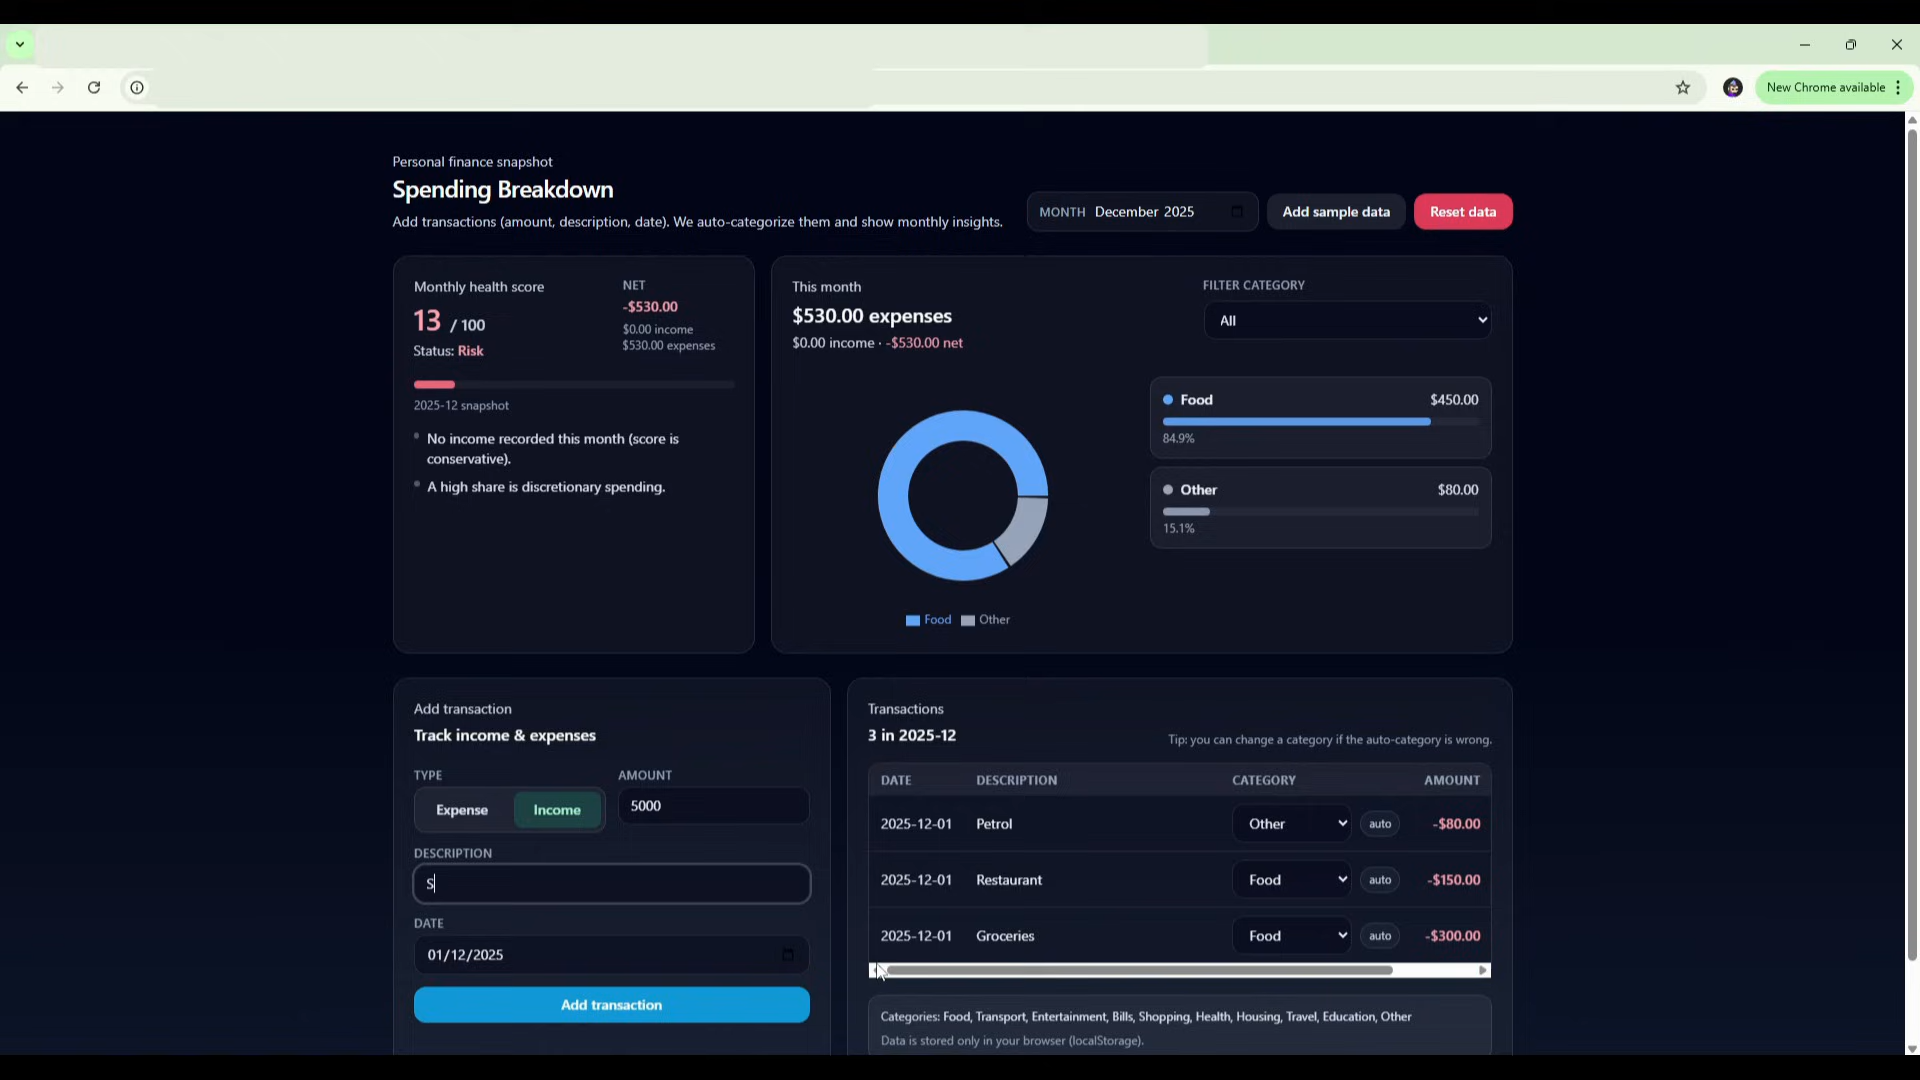 New Chrome available
Personal finance snapshot
Spending Breakdown
Add transactions (amount, description, date). We auto-categorize them and show monthly insights.
MONTH December 2025
Add sample data
Reset data
Monthly health score
13 / 100
Status: Risk
NET
-$530.00
$0.00 income
$530.00 expenses
2025-12 snapshot
No income recorded this month (score is
conservative).
A high share is discretionary spending.
This month
$530.00 expenses
$0.00 income · -$530.00 net
FILTER CATEGORY
All
Food $450.00
84.9%
Other $80.00
15.1%
Food Other
Add transaction
Track income & expenses
TYPE
Expense Income
AMOUNT
5000
DESCRIPTION
S
DATE
01/12/2025
Add transaction
Transactions
3 in 2025-12
Tip: you can change a category if the auto-category is wrong.
DATE DESCRIPTION CATEGORY AMOUNT
2025-12-01 Petrol Other auto -$80.00
2025-12-01 Restaurant Food auto -$150.00
2025-12-01 Groceries Food auto -$300.00
Categories: Food, Transport, Entertainment, Bills, Shopping, Health, Housing, Travel, Education, Other
Data is stored only in your browser (localStorage).